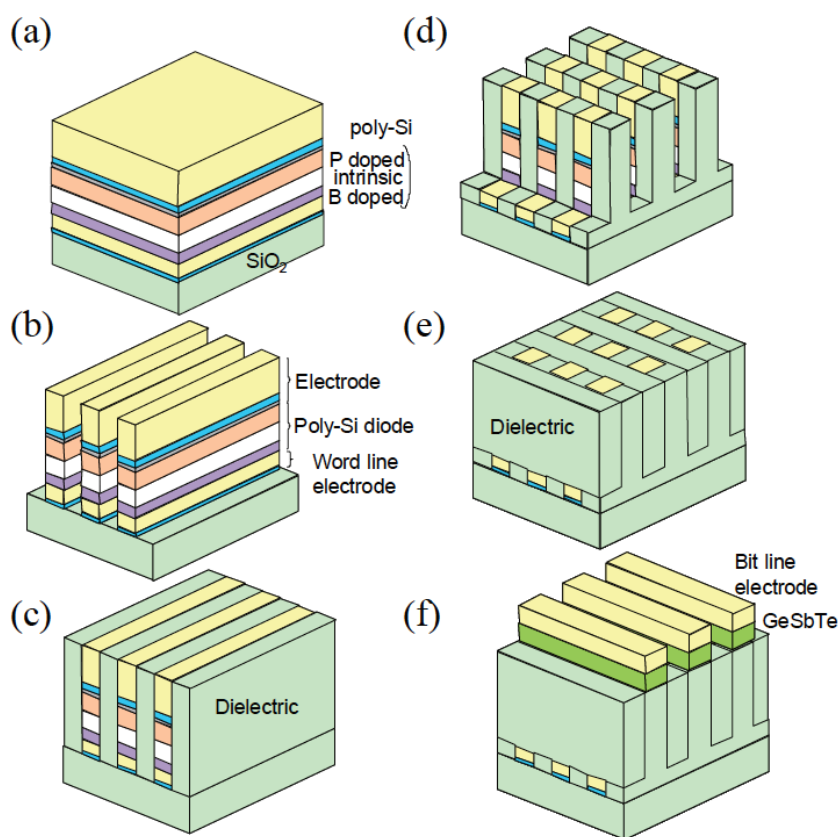 (a)
poly-Si
P doped
intrinsic
B doped
SiO₂
(b)
Electrode
Poly-Si diode
Word line
electrode
(c)
Dielectric
(d)
(e)
Dielectric
(f)
Bit line
electrode
GeSbTe